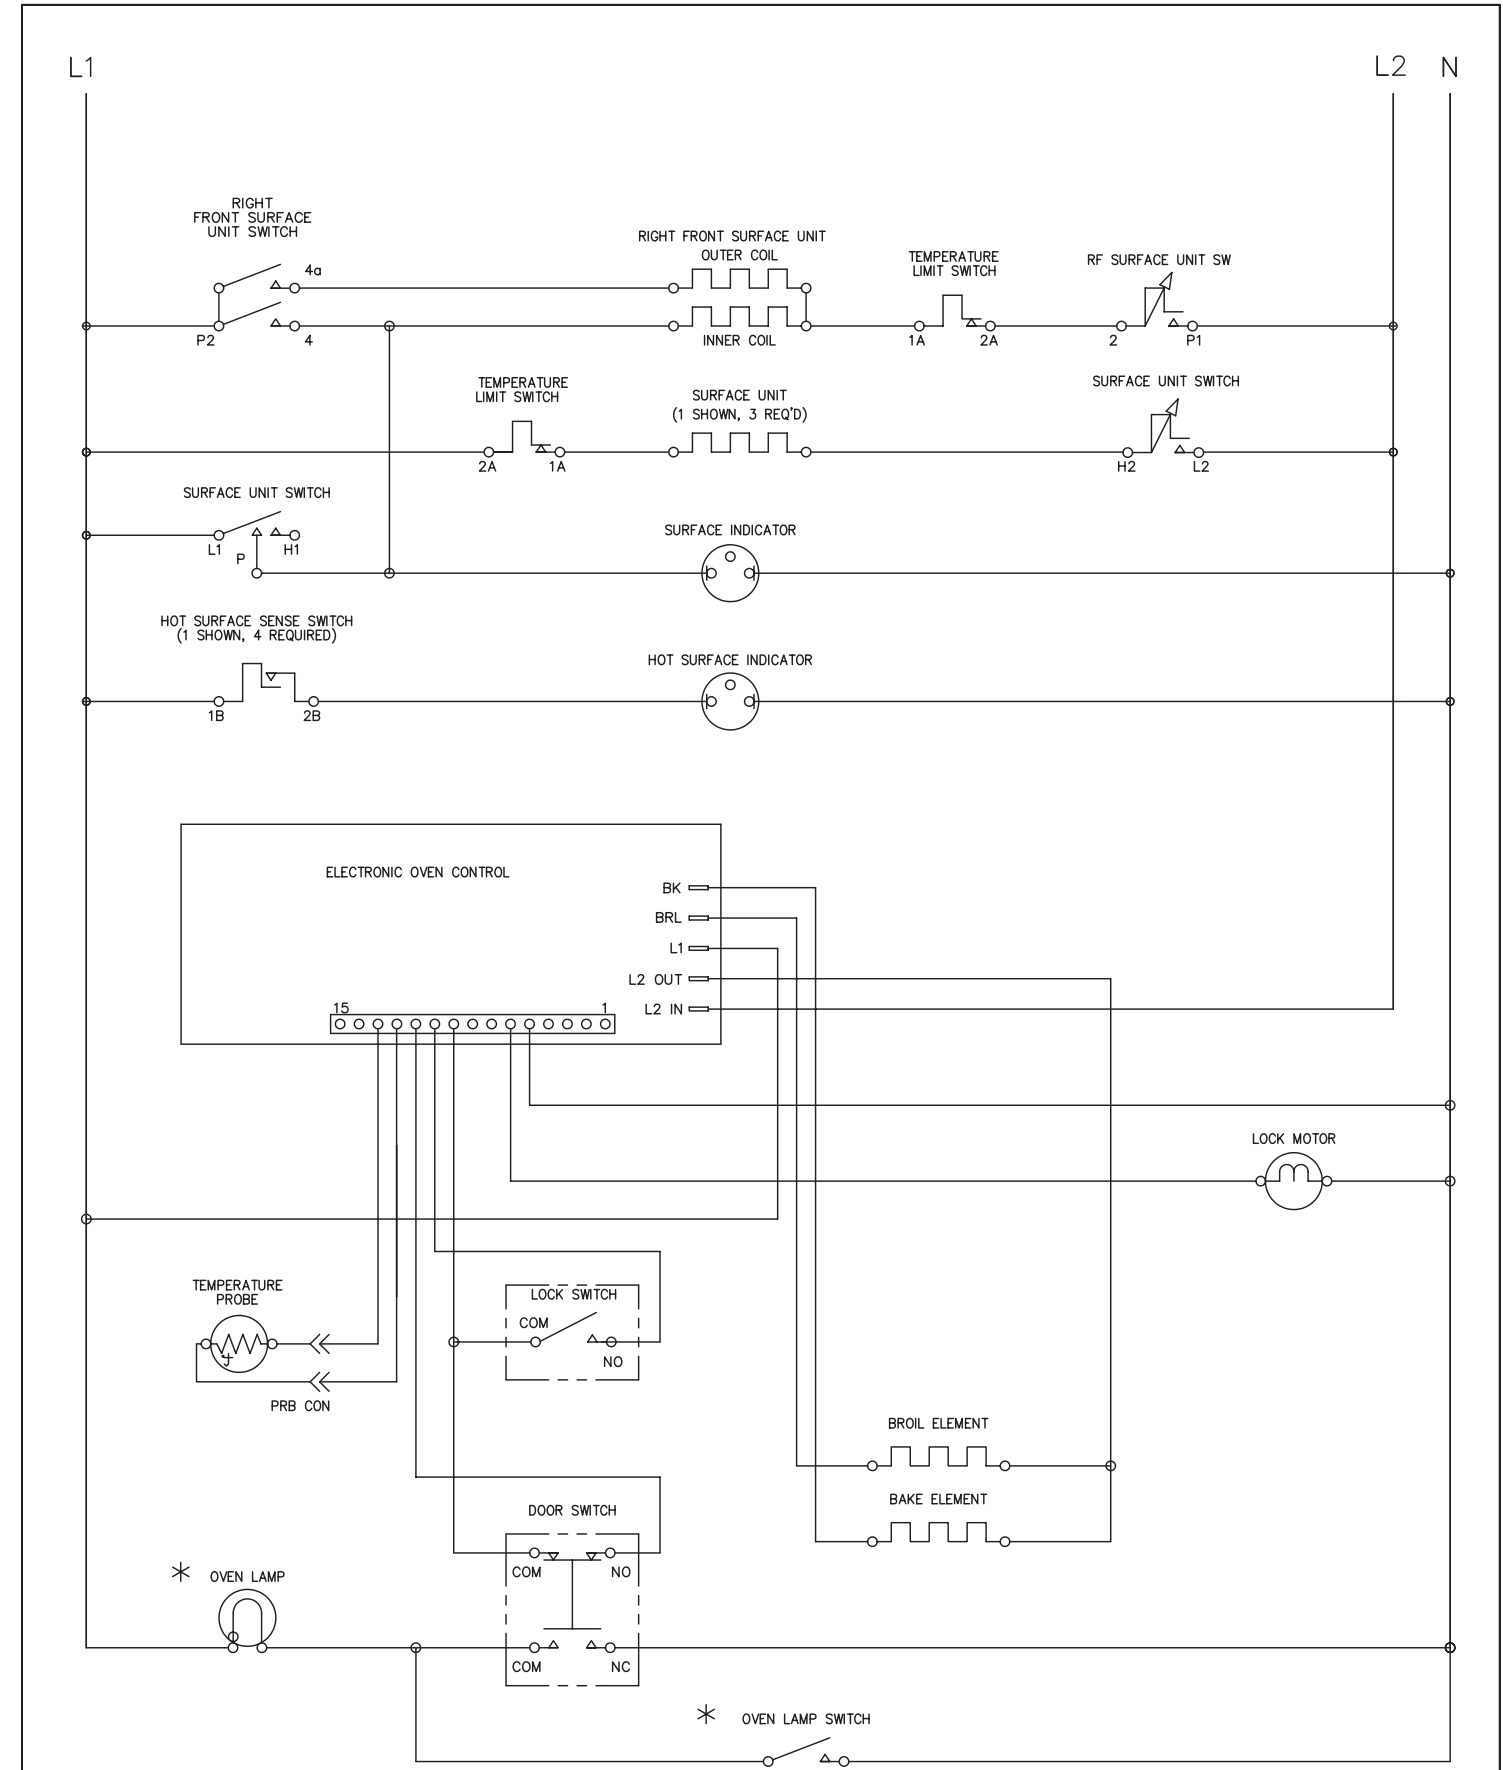 L1
L2 N
RIGHT
FRONT SURFACE
UNIT SWITCH
4a
P2
4
RIGHT FRONT SURFACE UNIT
OUTER COIL
INNER COIL
TEMPERATURE
LIMIT SWITCH
1A
2A
RF SURFACE UNIT SW
2
P1
TEMPERATURE
LIMIT SWITCH
2A
1A
SURFACE UNIT
(1 SHOWN, 3 REQ'D)
SURFACE UNIT SWITCH
H2
L2
SURFACE UNIT SWITCH
L1
P
H1
SURFACE INDICATOR
HOT SURFACE SENSE SWITCH
(1 SHOWN, 4 REQUIRED)
1B
2B
HOT SURFACE INDICATOR
ELECTRONIC OVEN CONTROL
BK
BRL
L1
L2 OUT
L2 IN
15
1
LOCK MOTOR
TEMPERATURE
PROBE
PRB CON
LOCK SWITCH
COM
NO
BROIL ELEMENT
BAKE ELEMENT
DOOR SWITCH
COM
NO
COM
NC
* OVEN LAMP
* OVEN LAMP SWITCH